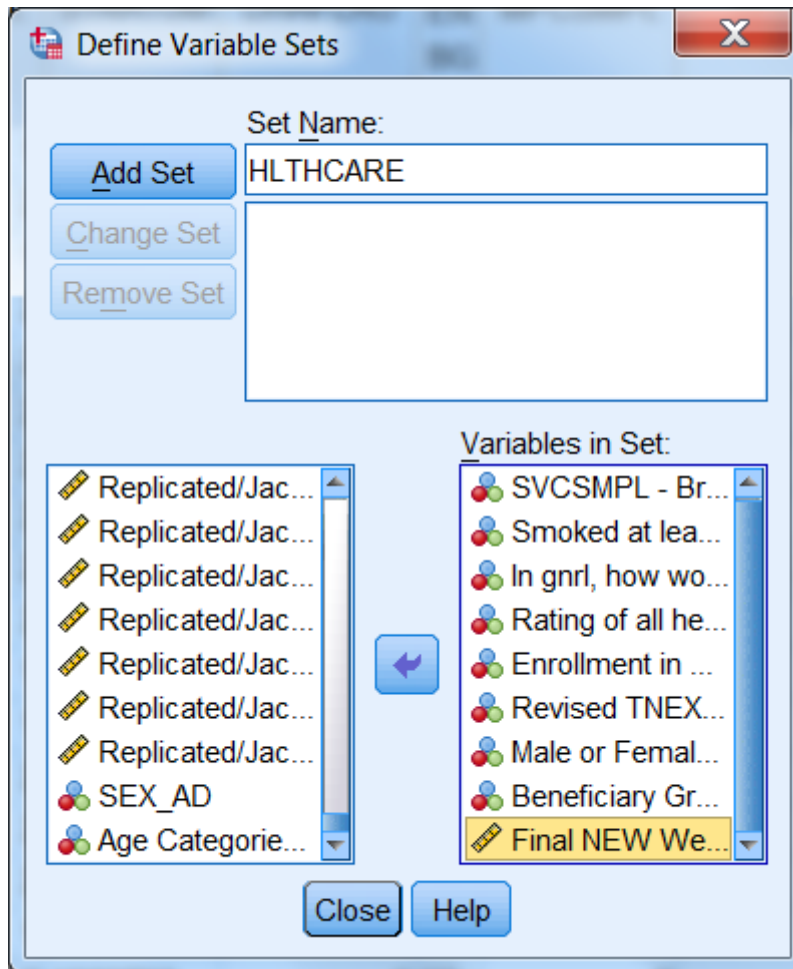 Define Variable Sets
Set Name:
Add Set
HLTHCARE
Change Set
Remove Set
Variables in Set:
Replicated/Jac...
Replicated/Jac...
Replicated/Jac...
Replicated/Jac...
Replicated/Jac...
Replicated/Jac...
Replicated/Jac...
SEX_AD
Age Categorie...
SVCSMPL - Br...
Smoked at lea...
In gnrl, how wo...
Rating of all he...
Enrollment in ...
Revised TNEX...
Male or Femal...
Beneficiary Gr...
Final NEW We...
Close
Help